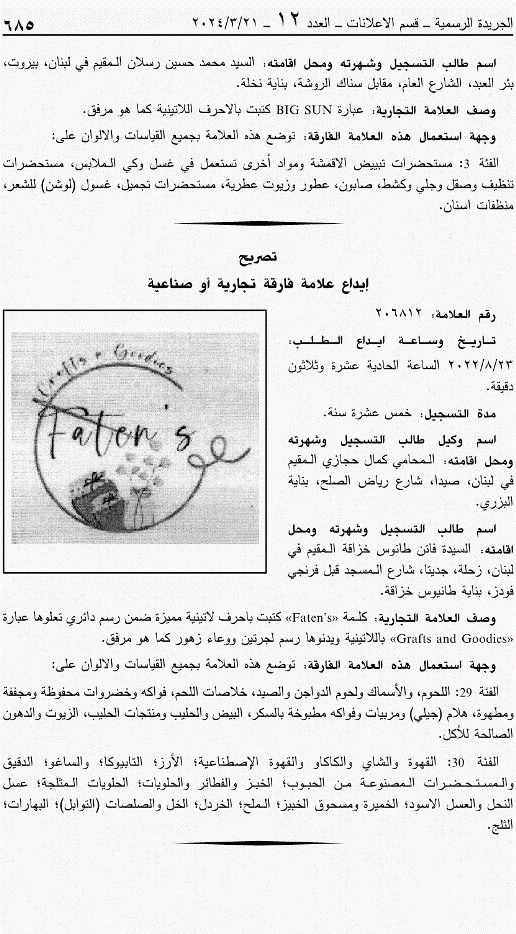 الجريدة الرسمية ـ قسم الاعلانات ـ العدد ١٢ ـ ٢٠٢٤/٣/٢١
٦٨٥
اسم طالب التسجيل وشهرته ومحل اقامته: السيد محمد حسين رسلان المقيم في لبنان، بيروت،
بئر العبد، الشارع العام، مقابل سناك الروشة، بناية نخلة.
وصف العلامة التجارية: عبارة BIG SUN كتبت بالاحرف اللاتينية كما هو مرفق.
وجهة استعمال هذه العلامة الفارقة: توضع هذه العلامة بجميع القياسات والالوان على:
الفئة 3: مستحضرات تبييض الاقمشة ومواد أخرى تستعمل في غسل وكي الملابس، مستحضرات
تنظيف وصقل وجلي وكشط، صابون، عطور وزيوت عطرية، مستحضرات تجميل، غسول (لوشن) للشعر،
منظفات اسنان.
تصريح
إيداع علامة فارقة تجارية أو صناعية
رقم العلامة: ٢٠٦٨١٢
تاريخ وساعة ايداع الطلب:
٢٠٢٢/٨/٢٣ الساعة الحادية عشرة وثلاثون
دقيقة.
مدة التسجيل: خمس عشرة سنة.
اسم وكيل طالب التسجيل وشهرته
ومحل اقامته: المحامي كمال حجازي المقيم
في لبنان، صيدا، شارع رياض الصلح، بناية
البزري.
اسم طالب التسجيل وشهرته ومحل
اقامته: السيدة فاتن طانوس خزاقة المقيم في
لبنان، زحلة، جديتا، شارع المسجد قبل فرنجي
فودز، بناية طانيوس خزاقة.
Crafts n Goodies
Faten's
وصف العلامة التجارية: كلمة «Faten's» كتبت باحرف لاتينية مميزة ضمن رسم دائري تعلوها عبارة
«Grafts and Goodies» باللاتينية ويدنوها رسم لجرتين ووعاء زهور كما هو مرفق.
وجهة استعمال هذه العلامة الفارقة: توضع هذه العلامة بجميع القياسات والالوان على:
الفئة 29: اللحوم، والأسماك ولحوم الدواجن والصيد، خلاصات اللحم، فواكه وخضروات محفوظة ومجففة
ومطهوة، هلام (جيلي) ومربيات وفواكه مطبوخة بالسكر، البيض والحليب ومنتجات الحليب، الزيوت والدهون
الصالحة للأكل.
الفئة 30: القهوة والشاي والكاكاو والقهوة الإصطناعية؛ الأرز؛ التابيوكا؛ والساغو؛ الدقيق
والمستحضرات المصنوعة من الحبوب؛ الخبز والفطائر والحلويات؛ الحلويات المثلجة؛ عسل
النحل والعسل الاسود؛ الخميرة ومسحوق الخبيز؛ الملح؛ الخردل؛ الخل والصلصات (التوابل)؛ البهارات؛
الثلج.